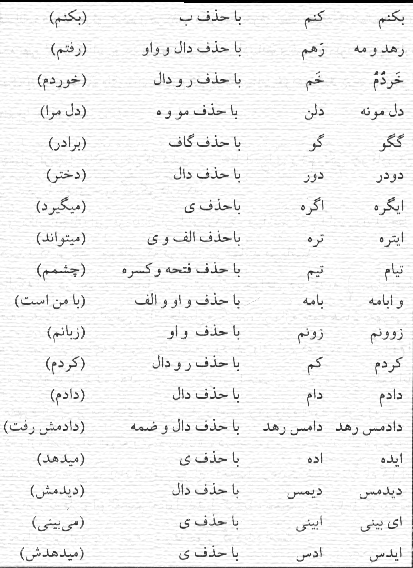 بکنم کنم با حذف ب (بکنم)
رهد و مه رَهم با حذف دال و واو (رفتم)
خَردُمُ خَم با حذف ر و دال (خوردم)
دل مونه دلن با حذف مو و ه (دل مرا)
گگو گو با حذف گاف (برادر)
دودر دور با حذف دال (دختر)
ایگره اگره باحذف ی (میگیرد)
ایتره تره باحذف الف و ی (میتواند)
تیام تیم با حذف فتحه و کسره (چشمم)
و ابامه بامه با حذف و او و الف (با من است)
زوونم زونم با حذف و او (زبانم)
کردم کم با حذف ر و دال (کردم)
دادم دام با حذف دال (دادم)
دادمس رهد دامس رهد با حذف دال و ضمه (دادمش رفت)
ایده اده با حذف ی (میدهد)
دیدمس دیمس با حذف دال (دیدمش)
ای بینی ابینی با حذف ی (می‌بینی)
ایدس ادس با حذف ی (میدهدش)